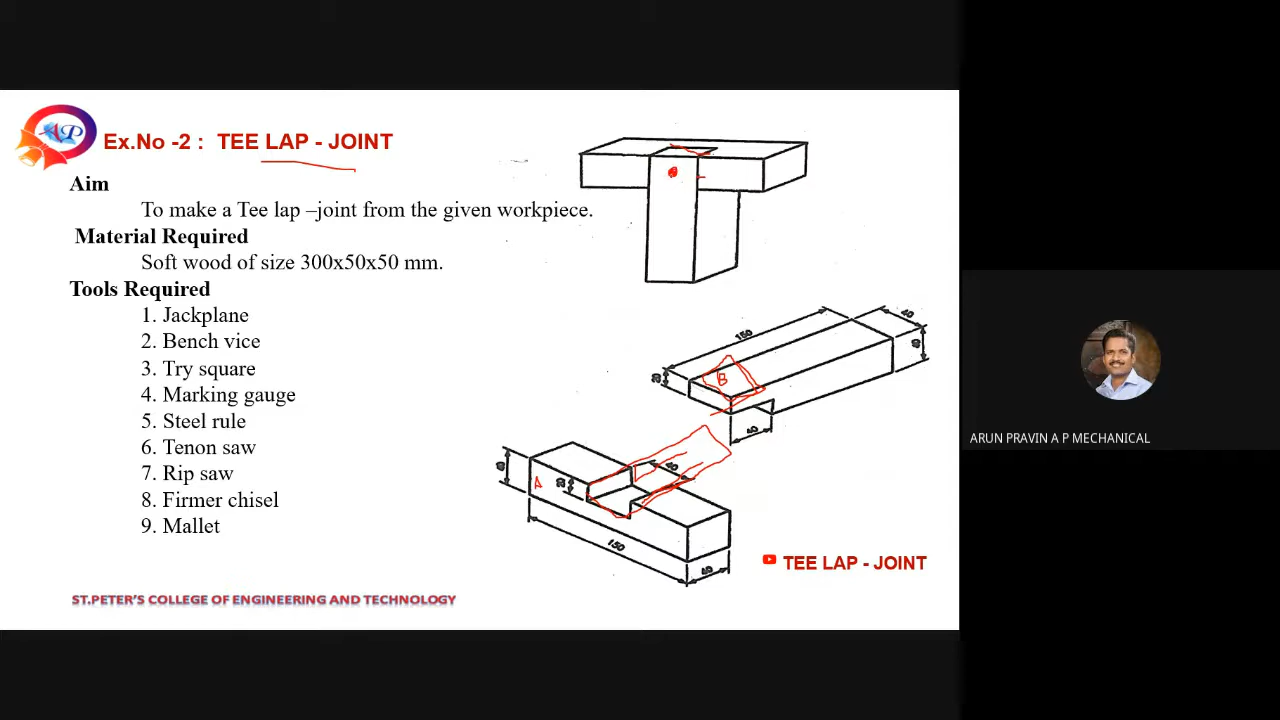 AP
Ex.No -2 : TEE LAP - JOINT
Aim
To make a Tee lap –joint from the given workpiece.
Material Required
Soft wood of size 300x50x50 mm.
Tools Required
1. Jackplane
2. Bench vice
3. Try square
4. Marking gauge
5. Steel rule
6. Tenon saw
7. Rip saw
8. Firmer chisel
9. Mallet
150
40
B
A
40
150
TEE LAP - JOINT
ST.PETER'S COLLEGE OF ENGINEERING AND TECHNOLOGY
ARUN PRAVIN A P MECHANICAL